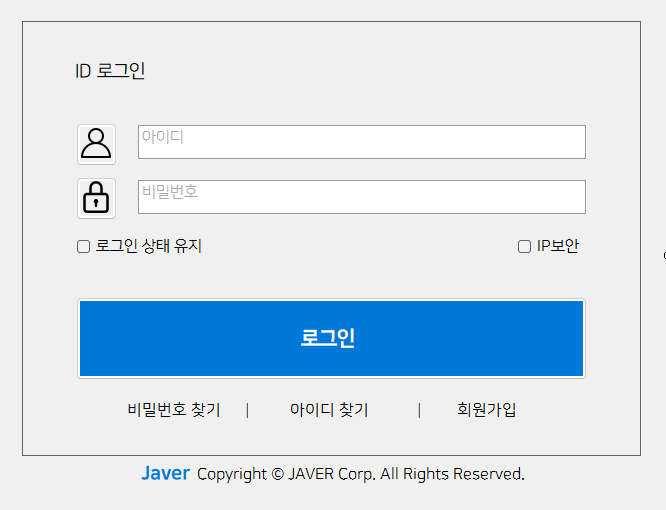 ID 로그인
아이디
비밀번호
로그인 상태 유지 IP보안
로그인
비밀번호 찾기 | 아이디 찾기 | 회원가입
Javer Copyright © JAVER Corp. All Rights Reserved.